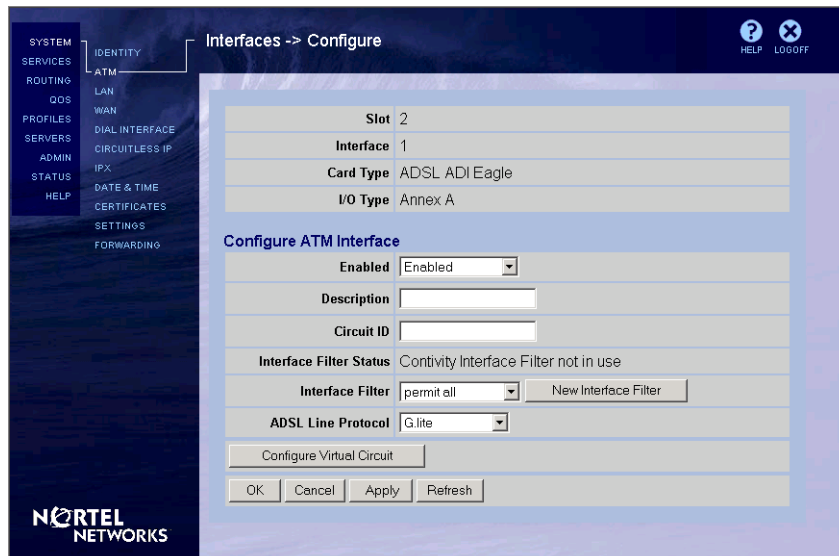 Interfaces -> Configure
HELP
LOGOFF
SYSTEM
SERVICES
ROUTING
QOS
PROFILES
SERVERS
ADMIN
STATUS
HELP
IDENTITY
ATM
LAN
WAN
DIAL INTERFACE
CIRCUITLESS IP
IPX
DATE & TIME
CERTIFICATES
SETTINGS
FORWARDING
Slot 2
Interface 1
Card Type ADSL ADI Eagle
I/O Type Annex A
Configure ATM Interface
Enabled Enabled
Description
Circuit ID
Interface Filter Status Contivity Interface Filter not in use
Interface Filter permit all New Interface Filter
ADSL Line Protocol G.lite
Configure Virtual Circuit
OK Cancel Apply Refresh
NORTEL
NETWORKS